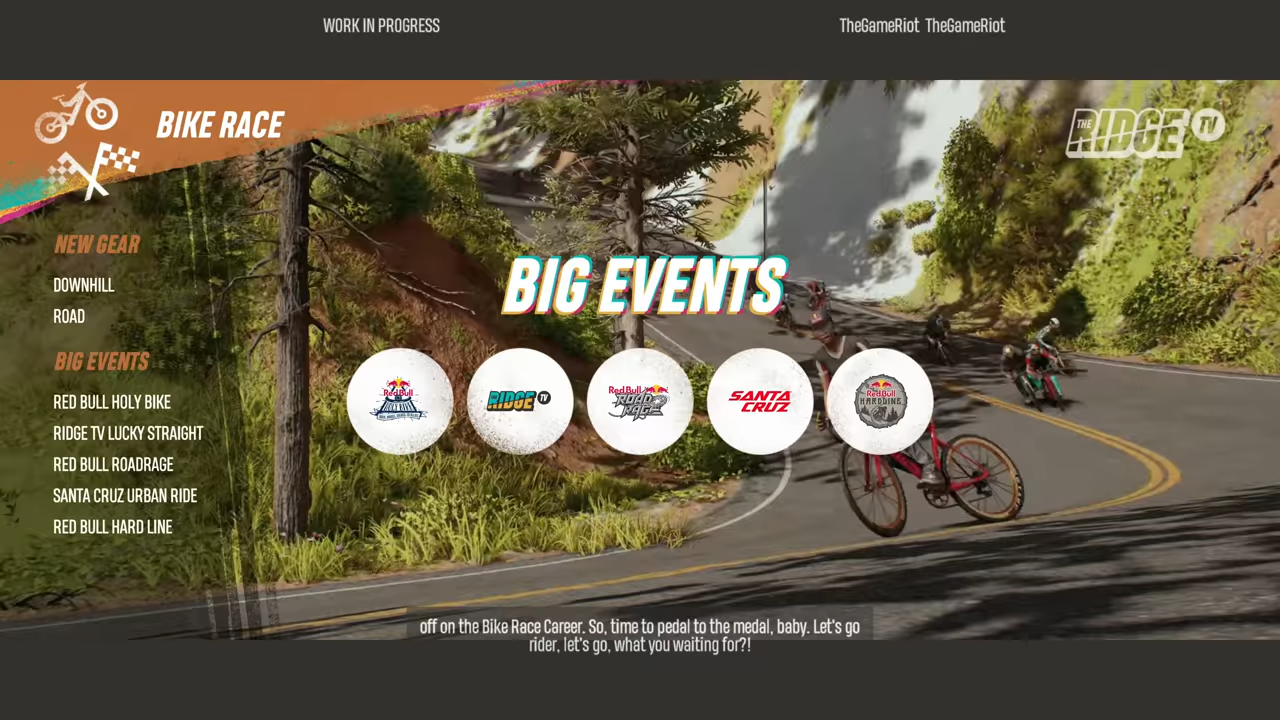 WORK IN PROGRESS
TheGameRiot TheGameRiot
BIKE RACE
THE RIDGE TV
NEW GEAR
DOWNHILL
ROAD
BIG EVENTS
RED BULL HOLY BIKE
RIDGE TV LUCKY STRAIGHT
RED BULL ROADRAGE
SANTA CRUZ URBAN RIDE
RED BULL HARD LINE
BIG EVENTS
Red Bull
RIDGE TV
Red Bull
ROAD
RAGE
SANTA
CRUZ
Red Bull
HARDLINE
off on the Bike Race Career. So, time to pedal to the medal, baby. Let's go
rider, let's go, what you waiting for?!